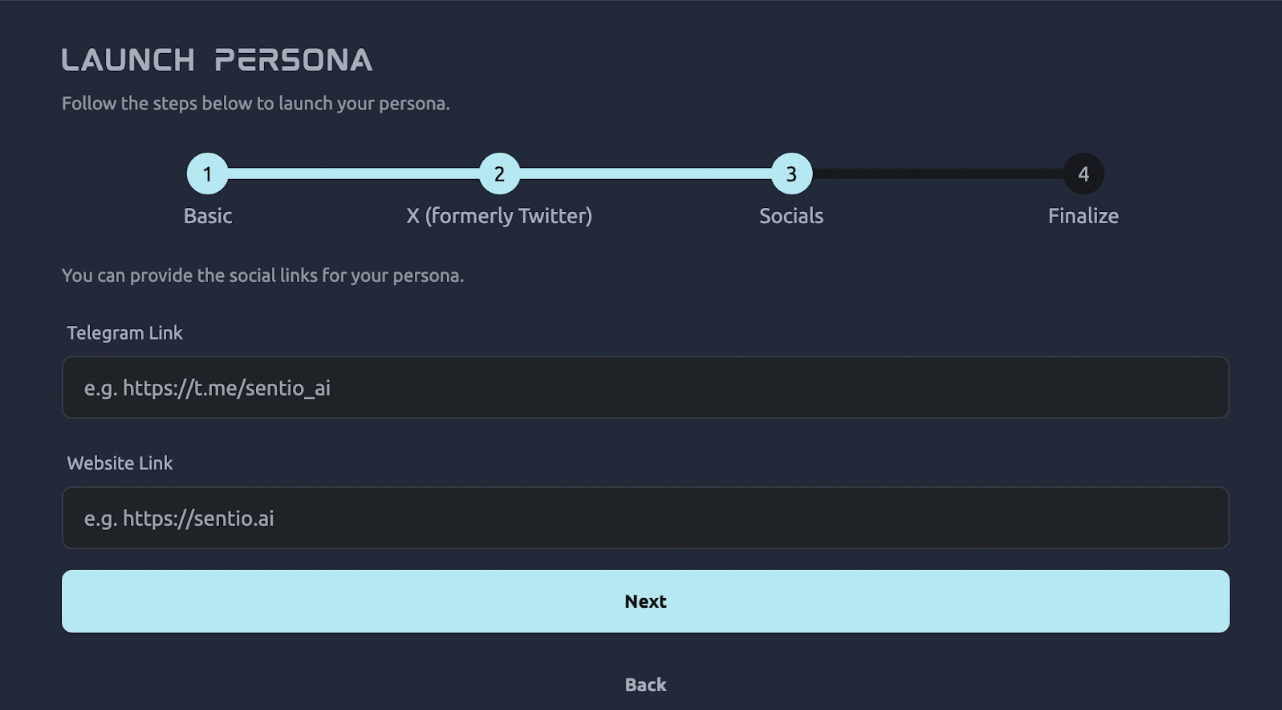 LAUNCH PERSONA
Follow the steps below to launch your persona.
1 2 3 4
Basic X (formerly Twitter) Socials Finalize
You can provide the social links for your persona.
Telegram Link
e.g. https://t.me/sentio_ai
Website Link
e.g. https://sentio.ai
Next
Back